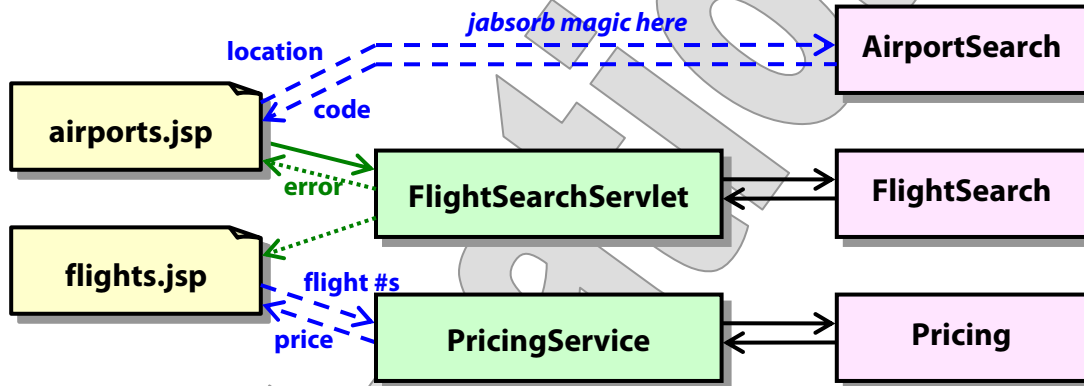 jabsorb magic here
location
AirportSearch
code
airports.jsp
error
FlightSearchServlet
FlightSearch
flights.jsp
flight #s
price
PricingService
Pricing